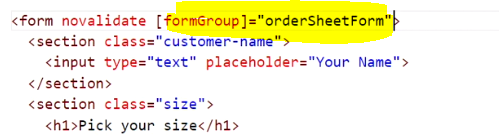 <form novalidate [formGroup]="orderSheetForm">
<section class="customer-name">
<input type="text" placeholder="Your Name">
</section>
<section class="size">
<h1>Pick your size</h1>